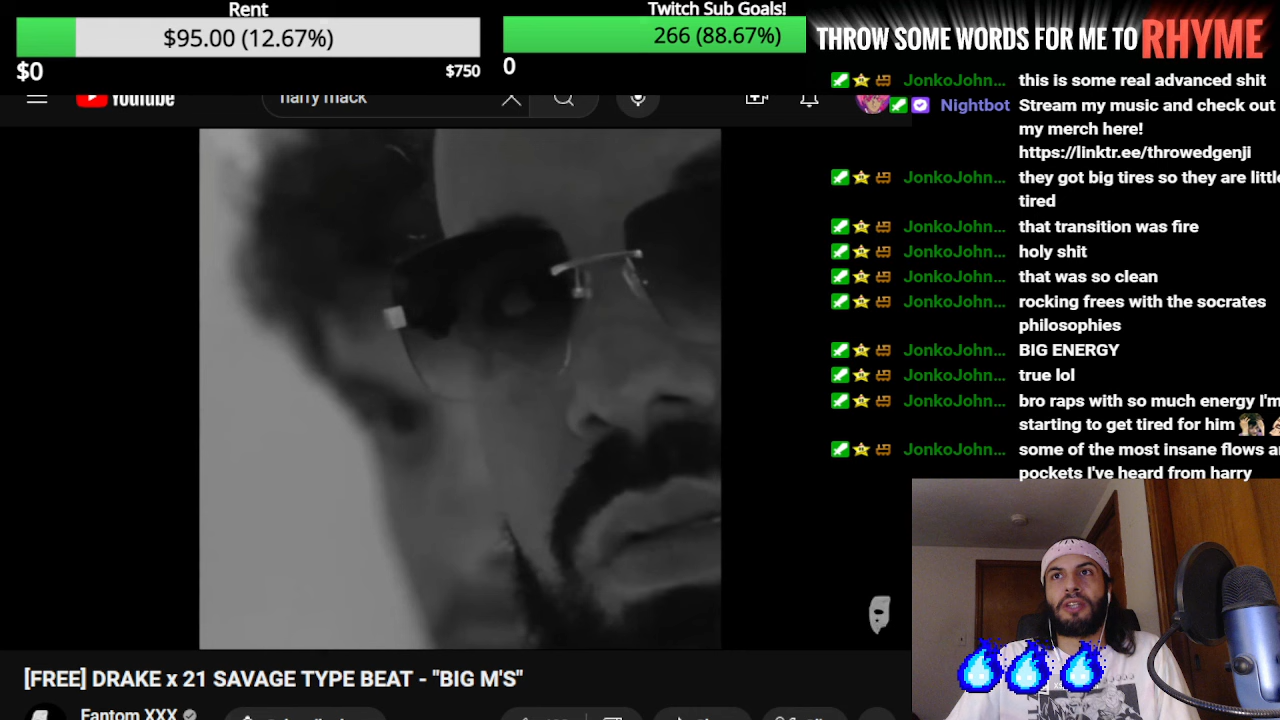 Rent
$95.00 (12.67%)
$0
$750
Twitch Sub Goals!
266 (88.67%)
0
THROW SOME WORDS FOR ME TO RHYME
YouTube
harry mack
JonkoJohn... this is some real advanced shit
Nightbot Stream my music and check out
my merch here!
https://linktr.ee/throwedgenji
JonkoJohn... they got big tires so they are little
tired
JonkoJohn... that transition was fire
JonkoJohn... holy shit
JonkoJohn... that was so clean
JonkoJohn... rocking frees with the socrates
philosophies
JonkoJohn... BIG ENERGY
JonkoJohn... true lol
JonkoJohn... bro raps with so much energy I'm
starting to get tired for him
JonkoJohn... some of the most insane flows
pockets I've heard from harry
[FREE] DRAKE x 21 SAVAGE TYPE BEAT - "BIG M'S"
Fantom XXX